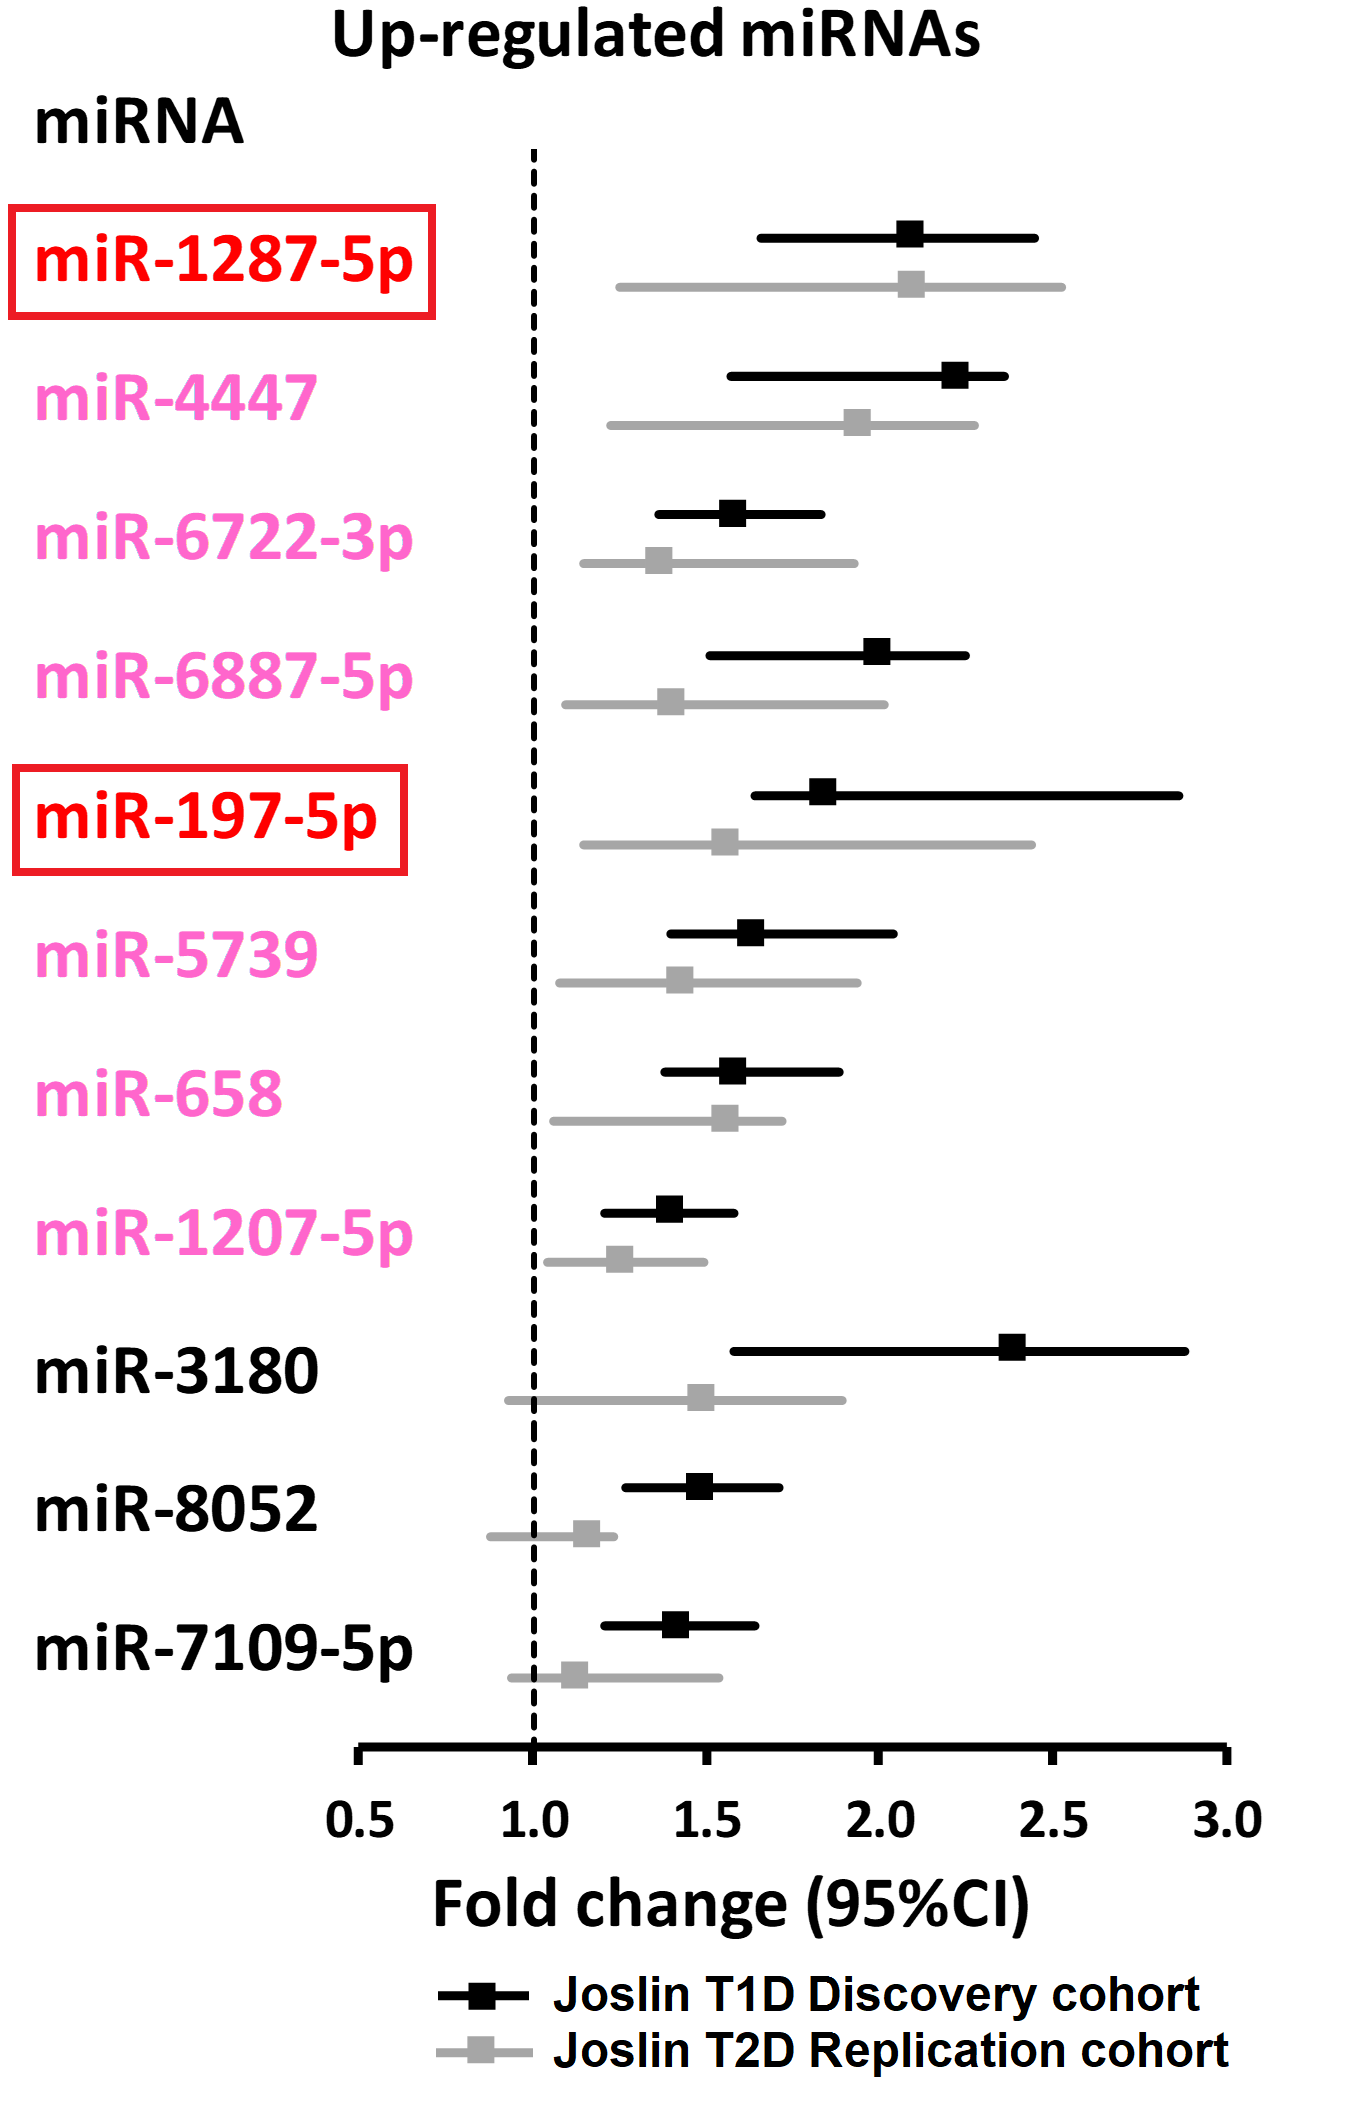 Up-regulated miRNAs
miRNA
miR-1287-5p
miR-4447
miR-6722-3p
miR-6887-5p
miR-197-5p
miR-5739
miR-658
miR-1207-5p
miR-3180
miR-8052
miR-7109-5p
0.5 1.0 1.5 2.0 2.5 3.0
Fold change (95%CI)
Joslin T1D Discovery cohort
Joslin T2D Replication cohort